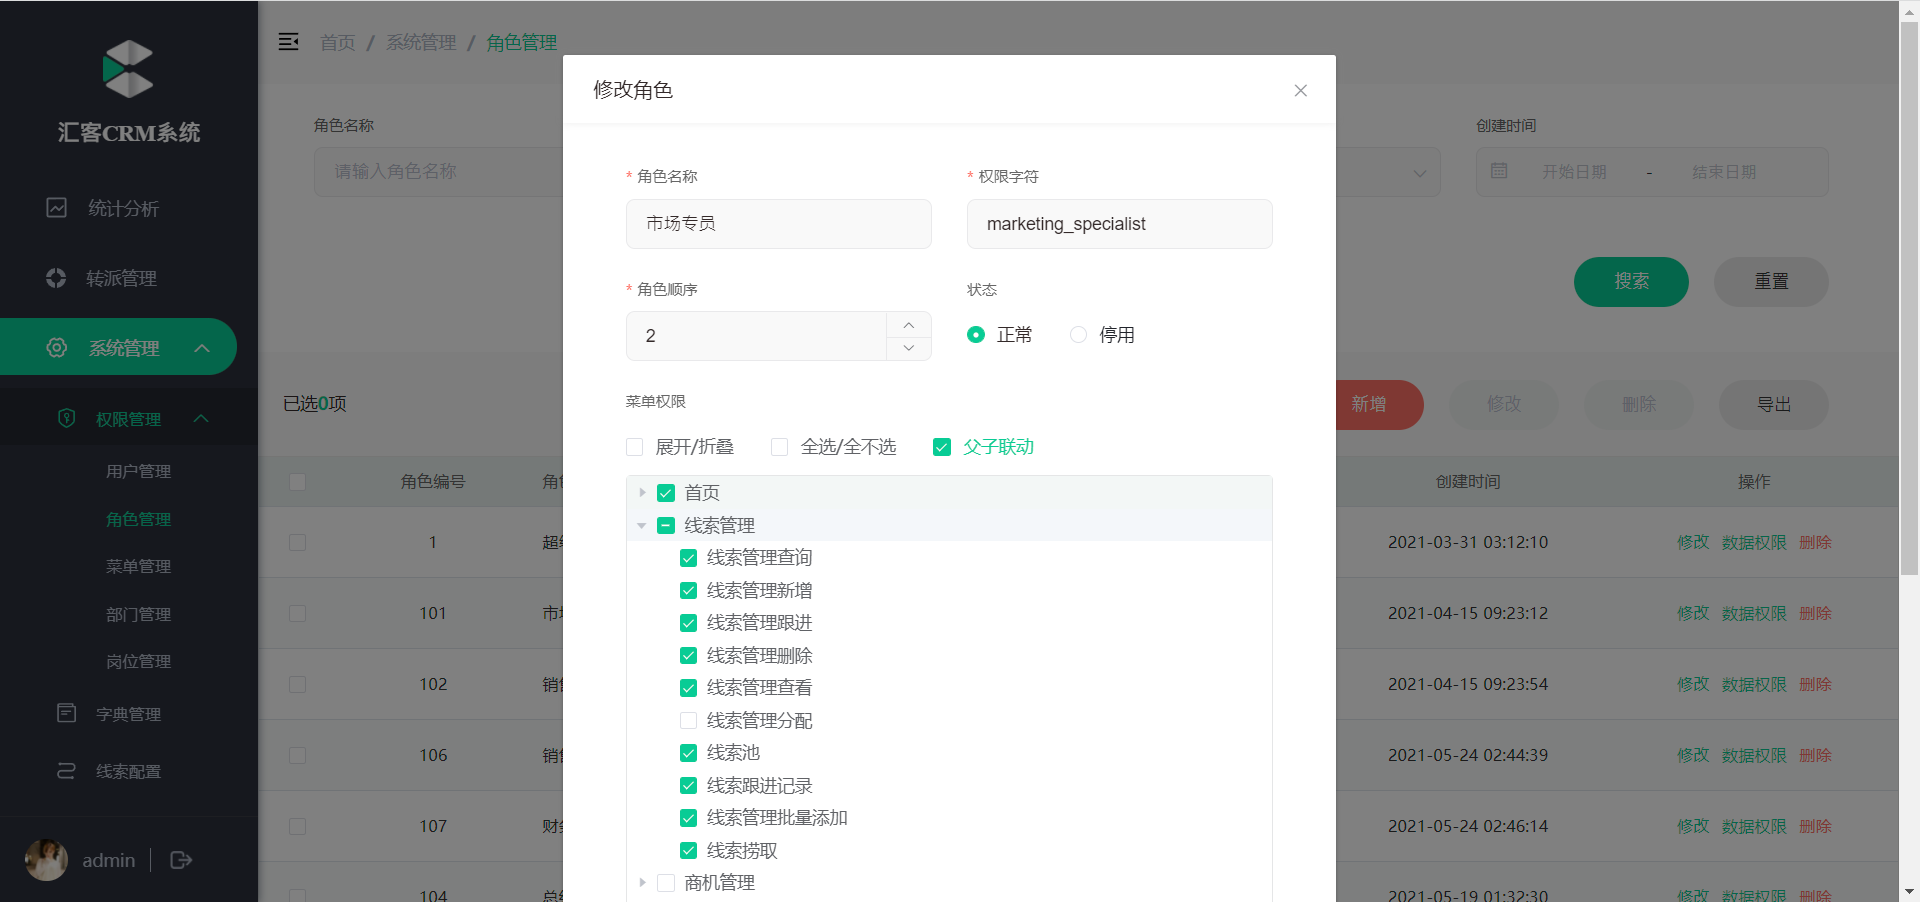 汇客CRM系统
统计分析
转派管理
系统管理
权限管理
用户管理
角色管理
菜单管理
部门管理
岗位管理
字典管理
线索配置
admin
首页 / 系统管理 / 角色管理
角色名称
请输入角色名称
创建时间
开始日期 - 结束日期
搜索 重置
已选0项
新增 修改 删除 导出
角色编号 创建时间 操作
1 2021-03-31 03:12:10 修改 数据权限 删除
101 2021-04-15 09:23:12 修改 数据权限 删除
102 2021-04-15 09:23:54 修改 数据权限 删除
106 2021-05-24 02:44:39 修改 数据权限 删除
107 2021-05-24 02:46:14 修改 数据权限 删除
104 2021-05-19 01:32:30 修改 数据权限 删除
修改角色
* 角色名称
市场专员
* 权限字符
marketing_specialist
* 角色顺序
2
状态
正常 停用
菜单权限
展开/折叠 全选/全不选 父子联动
首页
线索管理
线索管理查询
线索管理新增
线索管理跟进
线索管理删除
线索管理查看
线索管理分配
线索池
线索跟进记录
线索管理批量添加
线索捞取
商机管理